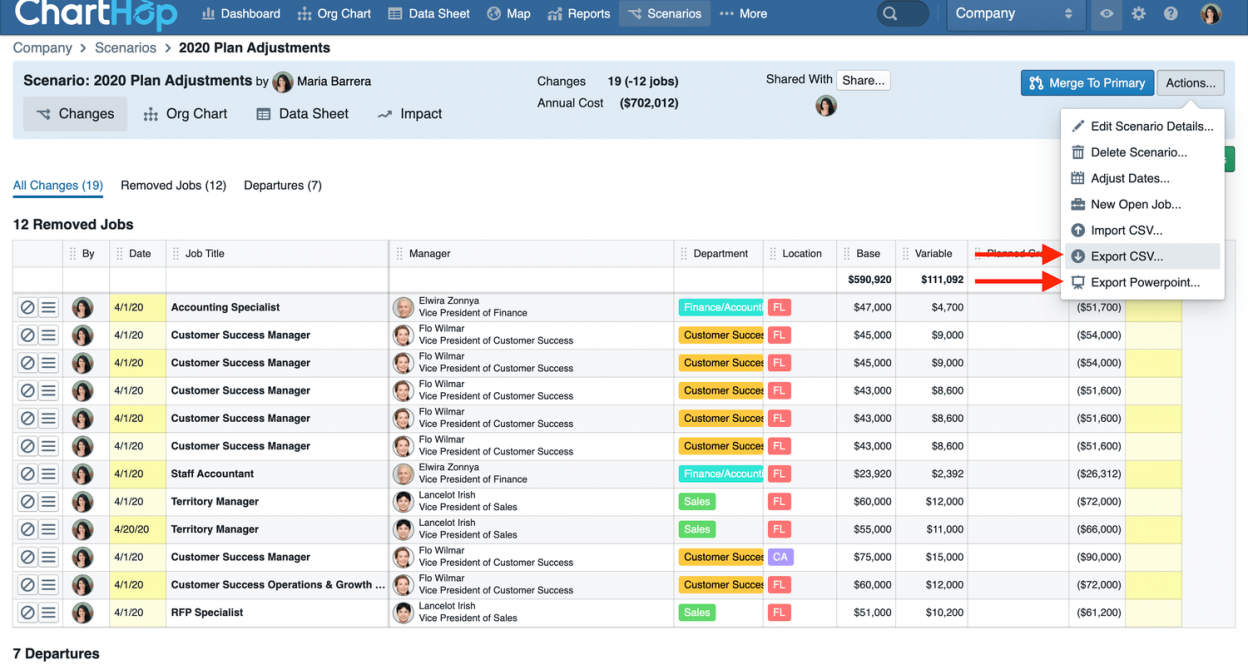 ChartHop Dashboard Org Chart Data Sheet Map Reports Scenarios More Company
Company > Scenarios > 2020 Plan Adjustments
Scenario: 2020 Plan Adjustments by Maria Barrera
Changes 19 (-12 jobs)
Annual Cost ($702,012)
Shared With Share...
Merge To Primary Actions...
Changes Org Chart Data Sheet Impact
Edit Scenario Details...
Delete Scenario...
Adjust Dates...
New Open Job...
Import CSV...
Export CSV...
Export Powerpoint...
All Changes (19) Removed Jobs (12) Departures (7)
12 Removed Jobs
By Date Job Title Manager Department Location Base Variable
$590,920 $111,092
4/1/20 Accounting Specialist Elwira Zonnya Finance/Accounti FL $47,000 $4,700 ($51,700)
Vice President of Finance
4/1/20 Customer Success Manager Flo Wilmar Customer Succes FL $45,000 $9,000 ($54,000)
Vice President of Customer Success
4/1/20 Customer Success Manager Flo Wilmar Customer Succes FL $45,000 $9,000 ($54,000)
Vice President of Customer Success
4/1/20 Customer Success Manager Flo Wilmar Customer Succes FL $43,000 $8,600 ($51,600)
Vice President of Customer Success
4/1/20 Customer Success Manager Flo Wilmar Customer Succes FL $43,000 $8,600 ($51,600)
Vice President of Customer Success
4/1/20 Customer Success Manager Flo Wilmar Customer Succes FL $43,000 $8,600 ($51,600)
Vice President of Customer Success
4/1/20 Staff Accountant Elwira Zonnya Finance/Accounti FL $23,920 $2,392 ($26,312)
Vice President of Finance
4/1/20 Territory Manager Lancelot Irish Sales FL $60,000 $12,000 ($72,000)
Vice President of Sales
4/20/20 Territory Manager Lancelot Irish Sales FL $55,000 $11,000 ($66,000)
Vice President of Sales
4/1/20 Customer Success Manager Flo Wilmar Customer Succes CA $75,000 $15,000 ($90,000)
Vice President of Customer Success
4/1/20 Customer Success Operations & Growth ... Flo Wilmar Customer Succes FL $60,000 $12,000 ($72,000)
Vice President of Customer Success
4/1/20 RFP Specialist Lancelot Irish Sales FL $51,000 $10,200 ($61,200)
Vice President of Sales
7 Departures